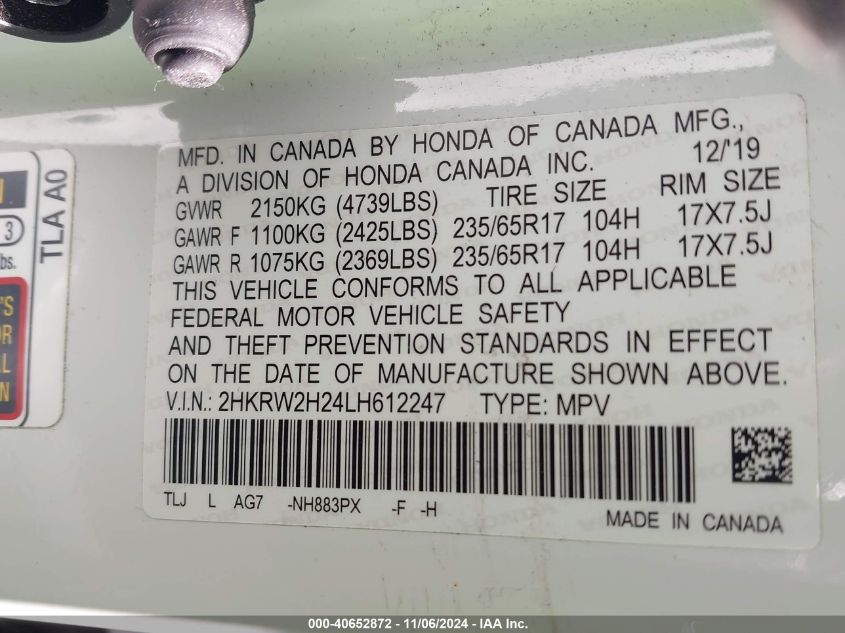 MFD. IN CANADA BY HONDA OF CANADA MFG.,
A DIVISION OF HONDA CANADA INC. 12/'19
GVWR 2150KG (4739LBS) TIRE SIZE RIM SIZE
GAWR F 1100KG (2425LBS) 235/65R17 104H 17X7.5J
GAWR R 1075KG (2369LBS) 235/65R17 104H 17X7.5J
THIS VEHICLE CONFORMS TO ALL APPLICABLE
FEDERAL MOTOR VEHICLE SAFETY
AND THEFT PREVENTION STANDARDS IN EFFECT
ON THE DATE OF MANUFACTURE SHOWN ABOVE.
V.I.N.: 2HKRW2H24LH612247 TYPE: MPV
TLJ L AG7 -NH883PX -F -H
MADE IN CANADA
TLA A0
3
lbs.
000-40652872 - 11/06/2024 - IAA Inc.